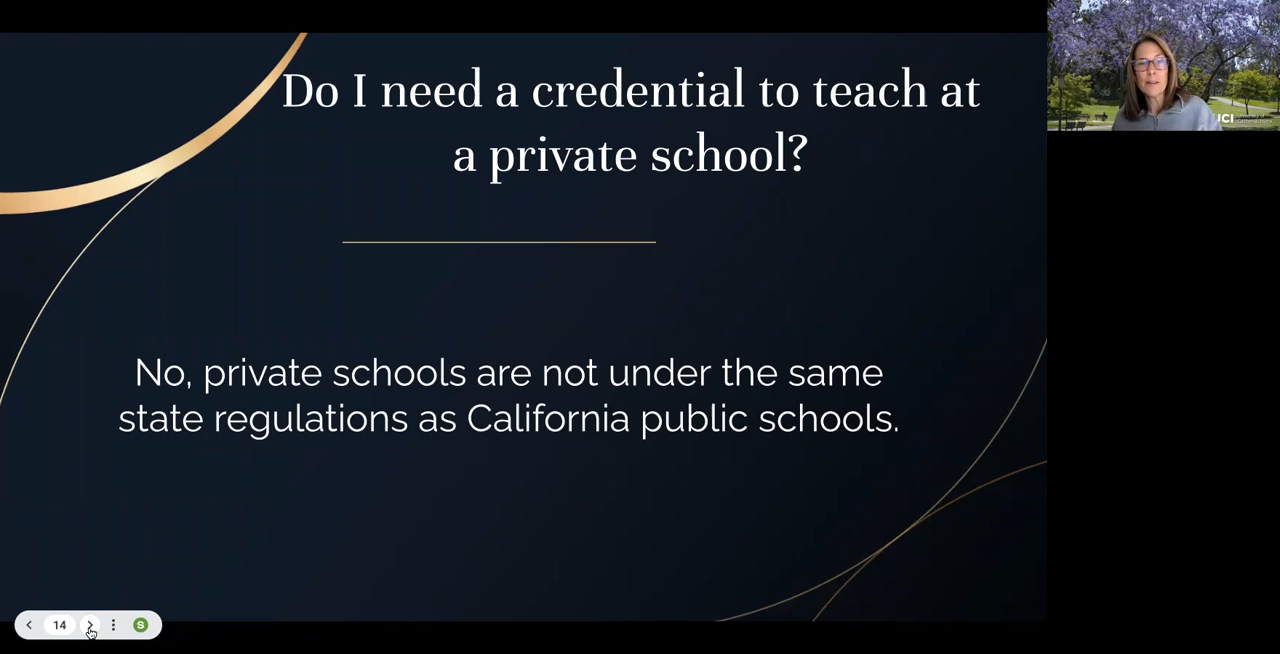 Do I need a credential to teach at
a private school?
No, private schools are not under the same
state regulations as California public schools.
14
S